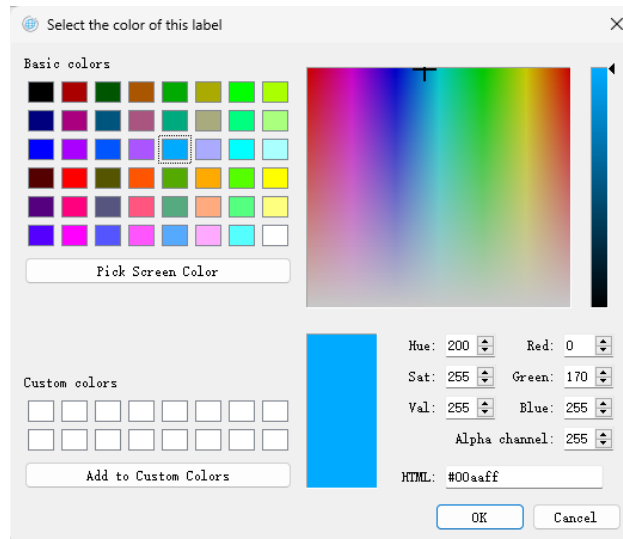 Select the color of this label
Basic colors
Pick Screen Color
Hue: 200 Red: 0
Sat: 255 Green: 170
Val: 255 Blue: 255
Alpha channel: 255
HTML: #00aaff
Custom colors
Add to Custom Colors
OK Cancel